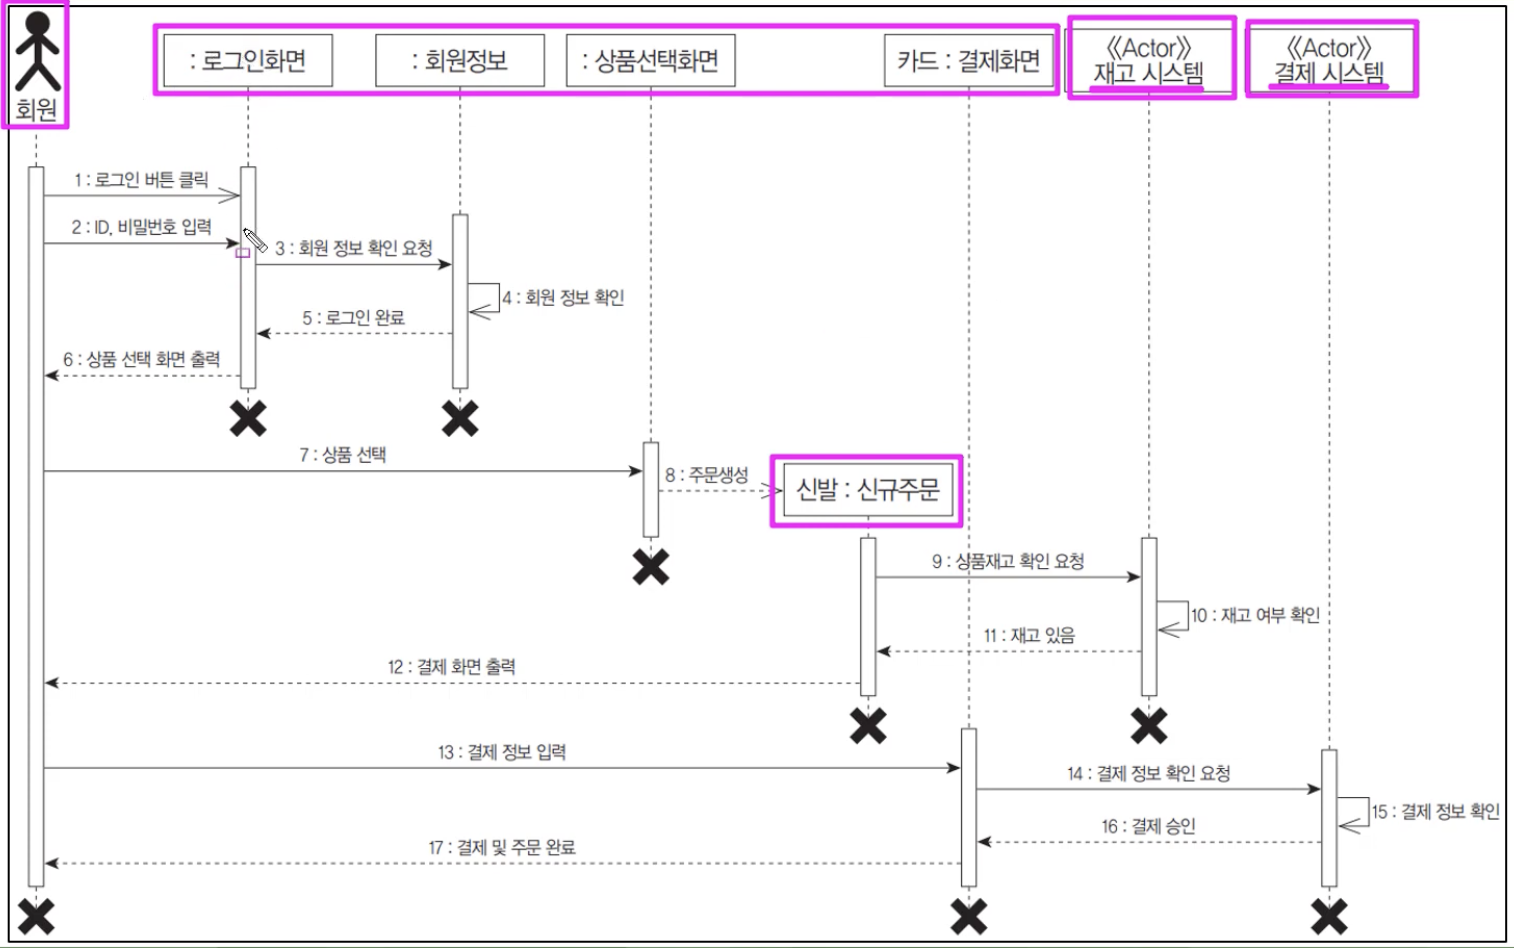 회원
: 로그인화면
: 회원정보
: 상품선택화면
카드 : 결제화면
《Actor》
재고 시스템
《Actor》
결제 시스템
1 : 로그인 버튼 클릭
2 : ID, 비밀번호 입력
3 : 회원 정보 확인 요청
4 : 회원 정보 확인
5 : 로그인 완료
6 : 상품 선택 화면 출력
7 : 상품 선택
8 : 주문생성
신발 : 신규주문
9 : 상품재고 확인 요청
10 : 재고 여부 확인
11 : 재고 있음
12 : 결제 화면 출력
13 : 결제 정보 입력
14 : 결제 정보 확인 요청
15 : 결제 정보 확인
16 : 결제 승인
17 : 결제 및 주문 완료